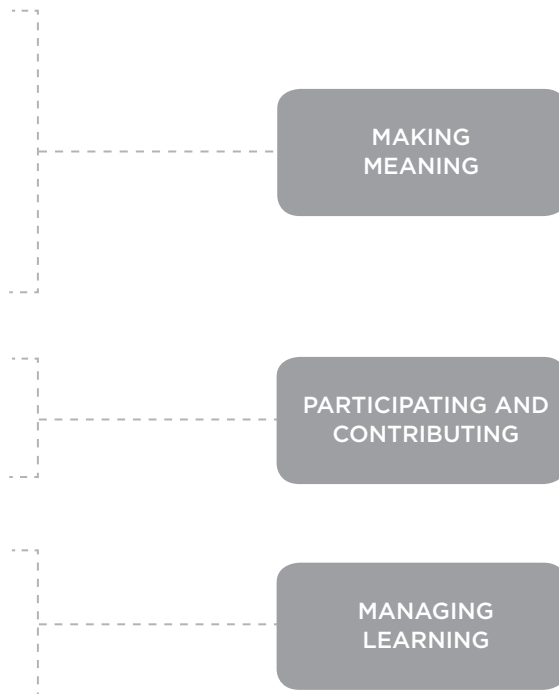 MAKING
MEANING
PARTICIPATING AND
CONTRIBUTING
MANAGING
LEARNING